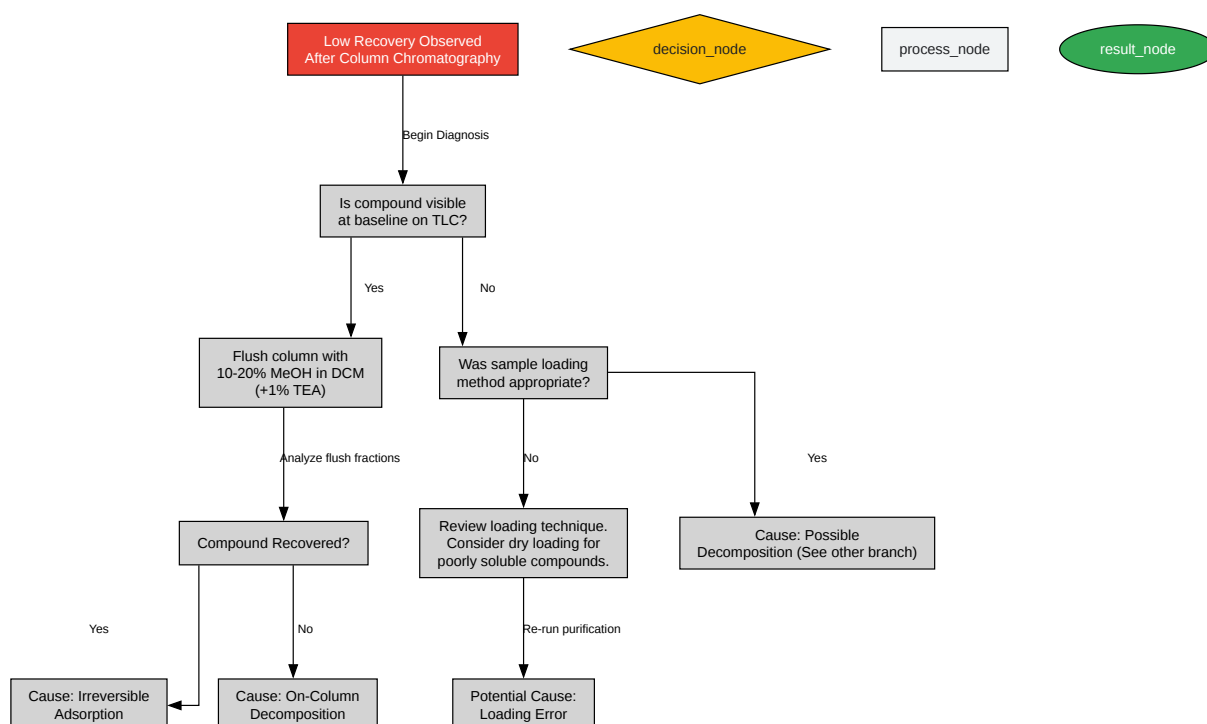 Low Recovery Observed
After Column Chromatography
decision_node
process_node
result_node
Begin Diagnosis
Is compound visible
at baseline on TLC?
Yes
No
Flush column with
10-20% MeOH in DCM
(+1% TEA)
Was sample loading
method appropriate?
Analyze flush fractions
No
Yes
Compound Recovered?
Review loading technique.
Consider dry loading for
poorly soluble compounds.
Cause: Possible
Decomposition (See other branch)
Yes
No
Re-run purification
Cause: Irreversible
Adsorption
Cause: On-Column
Decomposition
Potential Cause:
Loading Error